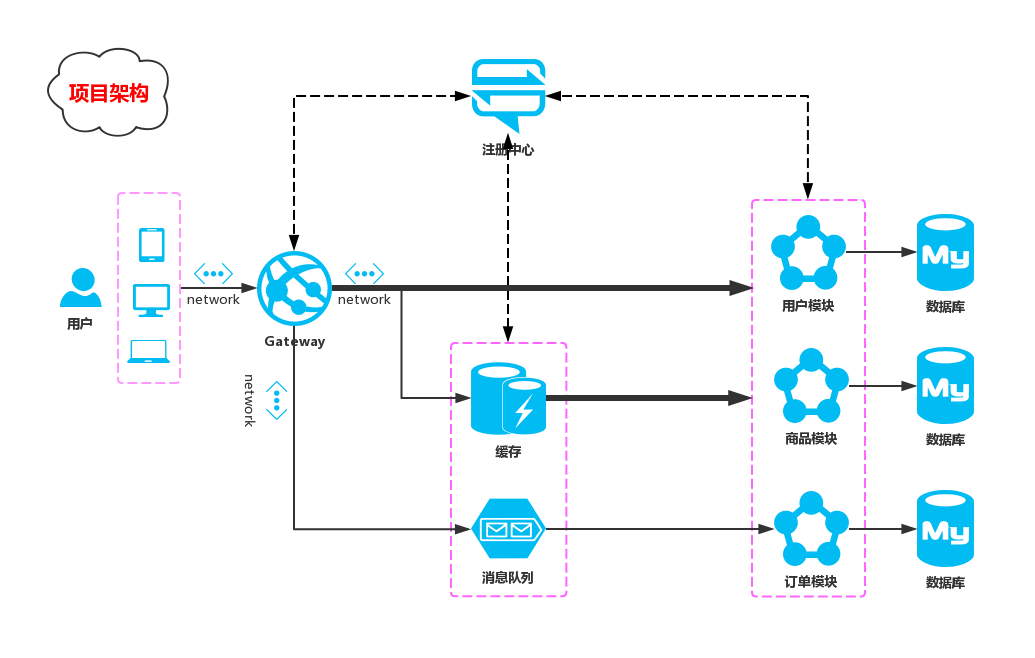 项目架构
注册中心
用户
network
Gateway
network
network
缓存
消息队列
用户模块
商品模块
订单模块
My
数据库
My
数据库
My
数据库